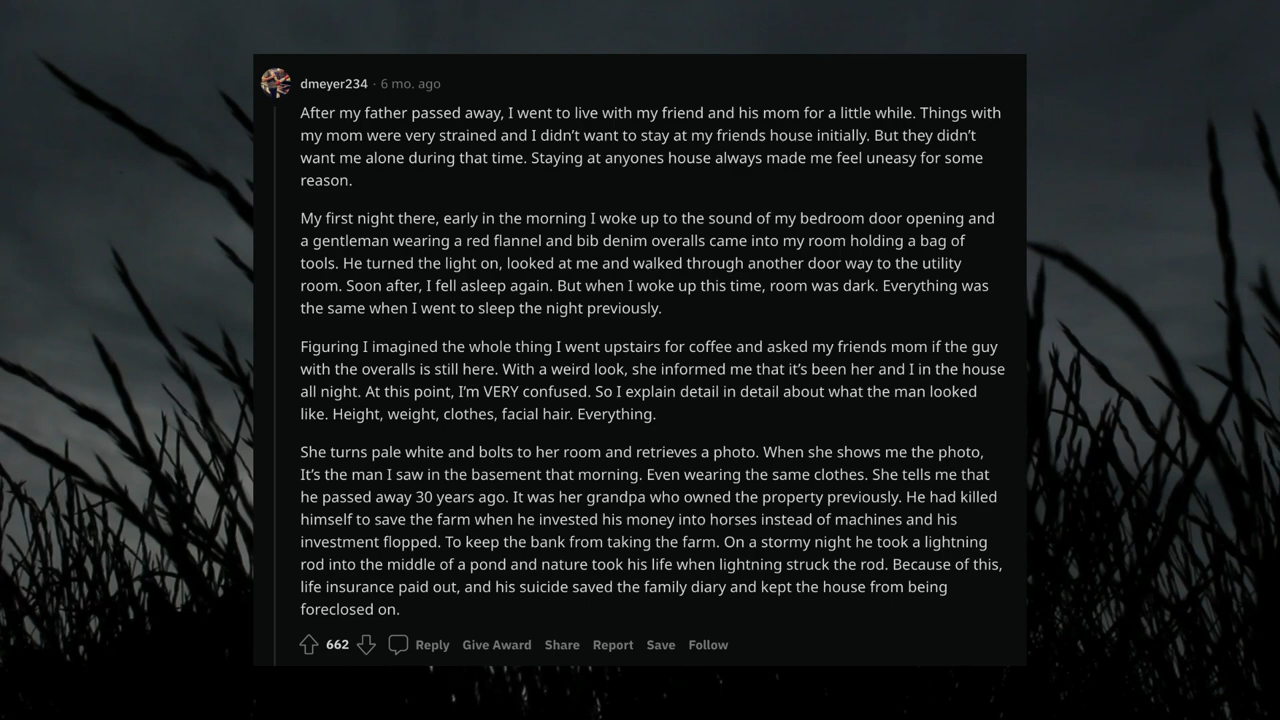 dmeyer234 · 6 mo. ago
After my father passed away, I went to live with my friend and his mom for a little while. Things with
my mom were very strained and I didn’t want to stay at my friends house initially. But they didn’t
want me alone during that time. Staying at anyones house always made me feel uneasy for some
reason.
My first night there, early in the morning I woke up to the sound of my bedroom door opening and
a gentleman wearing a red flannel and bib denim overalls came into my room holding a bag of
tools. He turned the light on, looked at me and walked through another door way to the utility
room. Soon after, I fell asleep again. But when I woke up this time, room was dark. Everything was
the same when I went to sleep the night previously.
Figuring I imagined the whole thing I went upstairs for coffee and asked my friends mom if the guy
with the overalls is still here. With a weird look, she informed me that it’s been her and I in the house
all night. At this point, I’m VERY confused. So I explain detail in detail about what the man looked
like. Height, weight, clothes, facial hair. Everything.
She turns pale white and bolts to her room and retrieves a photo. When she shows me the photo,
It’s the man I saw in the basement that morning. Even wearing the same clothes. She tells me that
he passed away 30 years ago. It was her grandpa who owned the property previously. He had killed
himself to save the farm when he invested his money into horses instead of machines and his
investment flopped. To keep the bank from taking the farm. On a stormy night he took a lightning
rod into the middle of a pond and nature took his life when lightning struck the rod. Because of this,
life insurance paid out, and his suicide saved the family diary and kept the house from being
foreclosed on.
662 Reply Give Award Share Report Save Follow